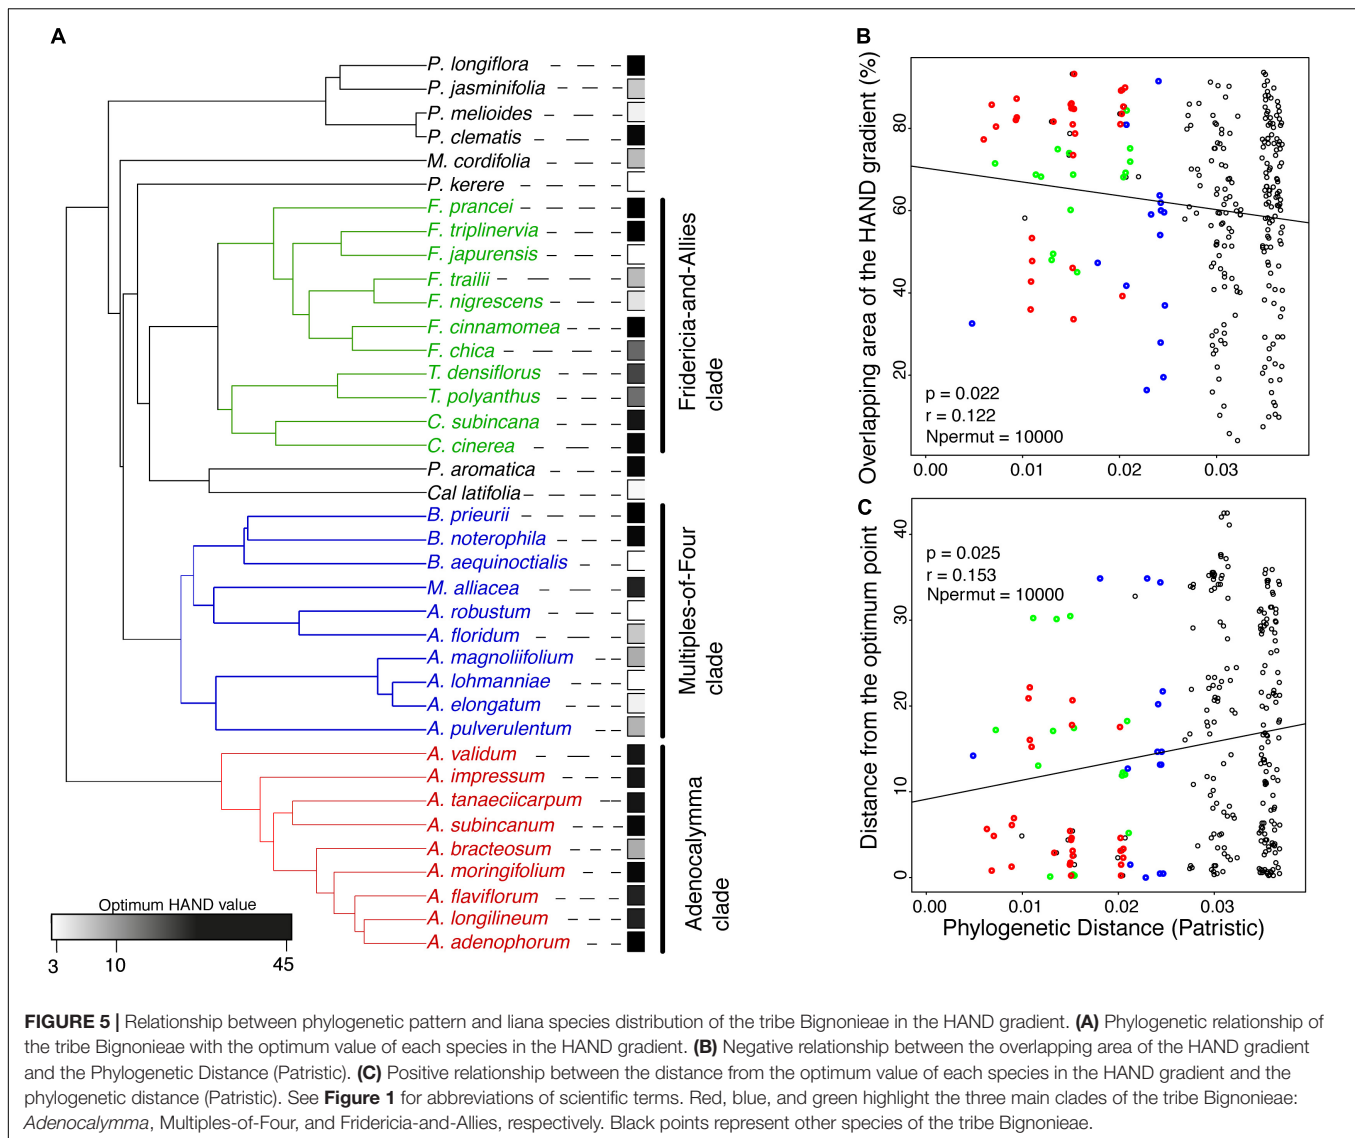 A
P. longiflora
P. jasminifolia
P. melioides
P. clematis
M. cordifolia
P. kerere
F. prancei
F. triplinervia
F. japurensis
F. trailii
F. nigrescens
F. cinnamomea
F. chica
T. densiflorus
T. polyanthus
C. subincana
C. cinerea
P. aromatica
Cal latifolia
B. prieurii
B. noterophila
B. aequinoctialis
M. alliacea
A. robustum
A. floridum
A. magnoliifolium
A. lohmanniae
A. elongatum
A. pulverulentum
A. validum
A. impressum
A. tanaeciicarpum
A. subincanum
A. bracteosum
A. moringifolium
A. flaviflorum
A. longilineum
A. adenophorum
Fridericia-and-Allies
clade
Multiples-of-Four
clade
Adenocalymma
clade
Optimum HAND value
3 10 45
B
Overlapping area of the HAND gradient (%)
80
60
40
20
p = 0.022
r = 0.122
Npermut = 10000
0.00 0.01 0.02 0.03
C
Distance from the optimum point
40
30
20
10
0
p = 0.025
r = 0.153
Npermut = 10000
0.00 0.01 0.02 0.03
Phylogenetic Distance (Patristic)
FIGURE 5 | Relationship between phylogenetic pattern and liana species distribution of the tribe Bignonieae in the HAND gradient. (A) Phylogenetic relationship of
the tribe Bignonieae with the optimum value of each species in the HAND gradient. (B) Negative relationship between the overlapping area of the HAND gradient
and the Phylogenetic Distance (Patristic). (C) Positive relationship between the distance from the optimum value of each species in the HAND gradient and the
phylogenetic distance (Patristic). See Figure 1 for abbreviations of scientific terms. Red, blue, and green highlight the three main clades of the tribe Bignonieae:
Adenocalymma, Multiples-of-Four, and Fridericia-and-Allies, respectively. Black points represent other species of the tribe Bignonieae.